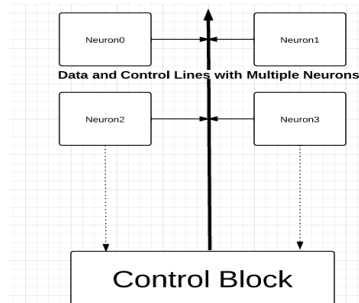 Neuron0
Neuron1
Data and Control Lines with Multiple Neurons
Neuron2
Neuron3
Control Block